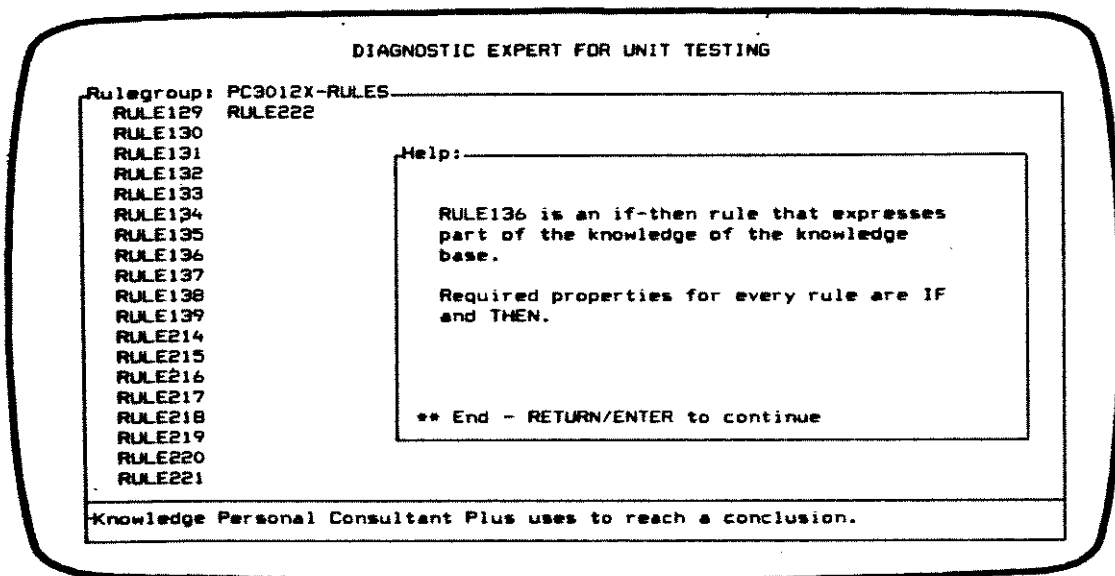 DIAGNOSTIC EXPERT FOR UNIT TESTING
Rulegroup: PC3012X-RULES
RULE129 RULE222
RULE130
RULE131
RULE132
RULE133
RULE134
RULE135
RULE136
RULE137
RULE138
RULE139
RULE214
RULE215
RULE216
RULE217
RULE218
RULE219
RULE220
RULE221
Help:
RULE136 is an if-then rule that expresses
part of the knowledge of the knowledge
base.
Required properties for every rule are IF
and THEN.
** End - RETURN/ENTER to continue
Knowledge Personal Consultant Plus uses to reach a conclusion.